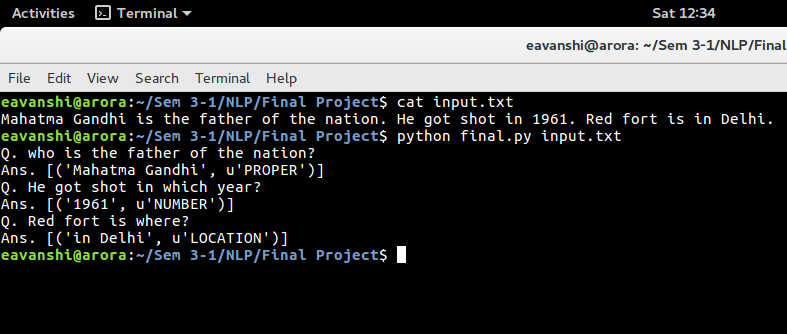 Activities Terminal Sat 12:34
eavanshi@arora: ~/Sem 3-1/NLP/Final
File Edit View Search Terminal Help
eavanshi@arora:~/Sem 3-1/NLP/Final Project$ cat input.txt
Mahatma Gandhi is the father of the nation. He got shot in 1961. Red fort is in Delhi.
eavanshi@arora:~/Sem 3-1/NLP/Final Project$ python final.py input.txt
Q. who is the father of the nation?
Ans. [('Mahatma Gandhi', u'PROPER')]
Q. He got shot in which year?
Ans. [('1961', u'NUMBER')]
Q. Red fort is where?
Ans. [('in Delhi', u'LOCATION')]
eavanshi@arora:~/Sem 3-1/NLP/Final Project$